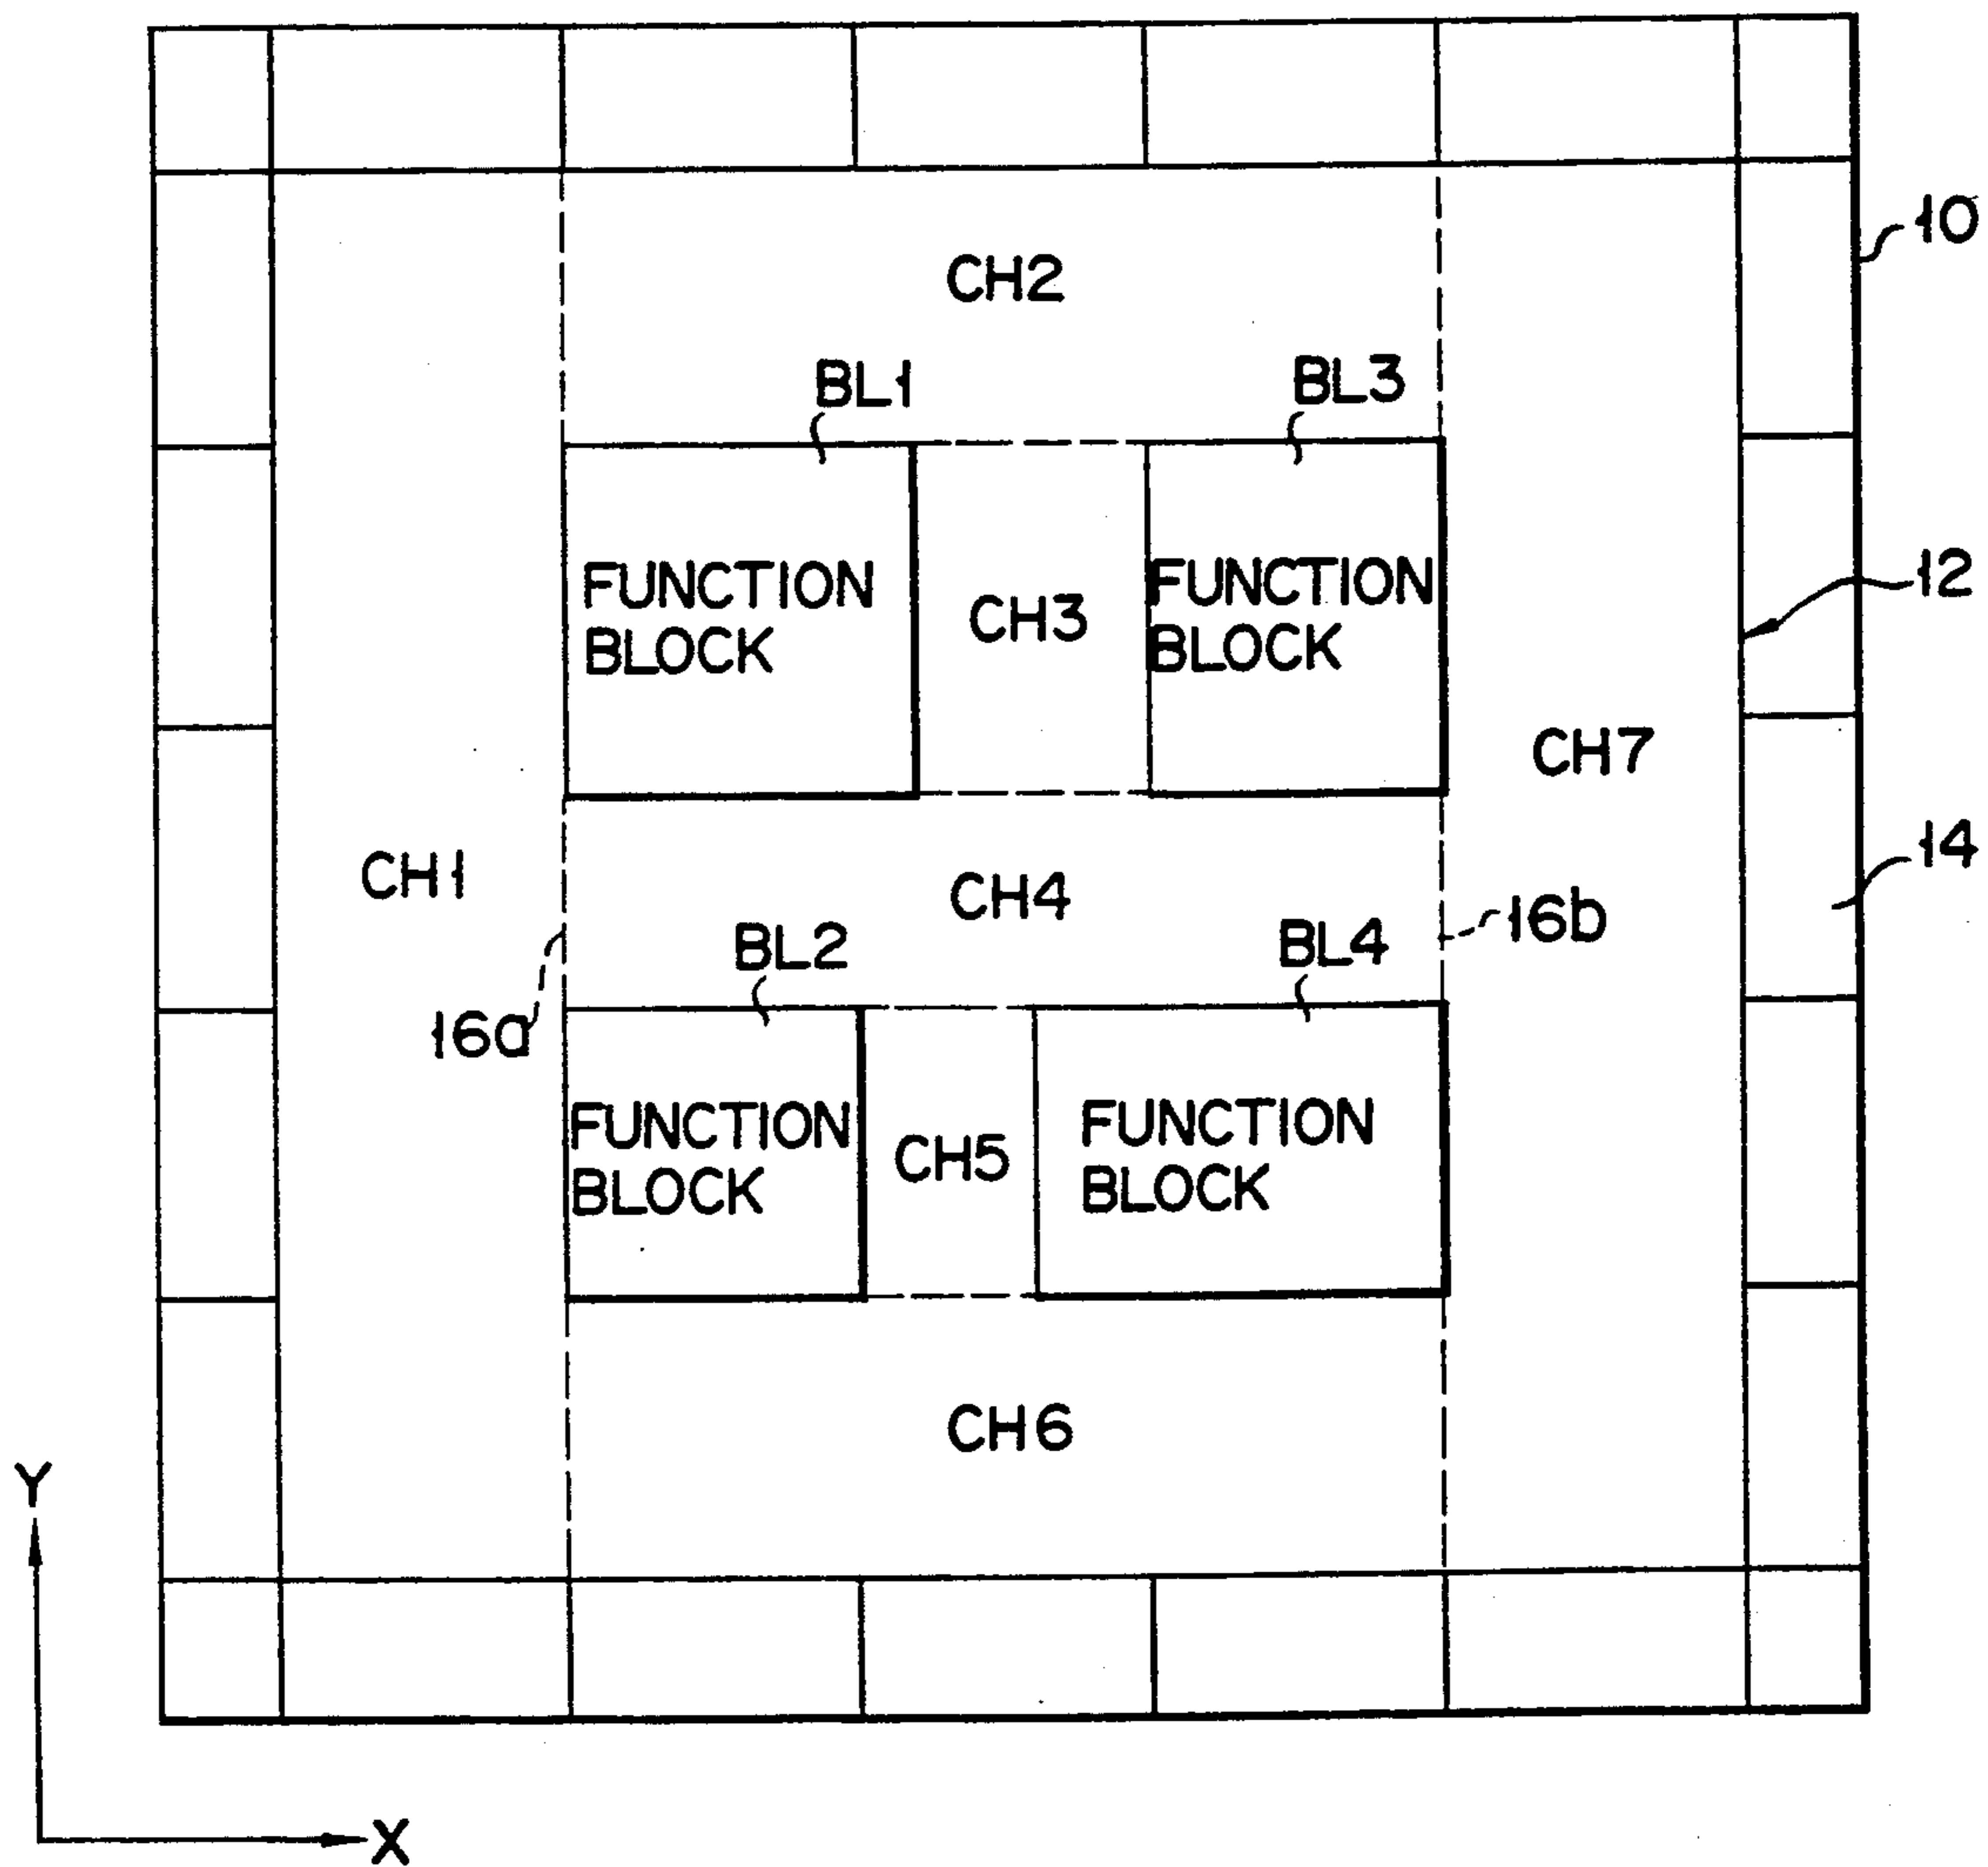 10
CH2
BL1
BL3
FUNCTION
BLOCK
CH3
FUNCTION
BLOCK
12
CH7
14
CH1
CH4
16b
BL2
BL4
16a
FUNCTION
BLOCK
CH5
FUNCTION
BLOCK
CH6
Y
X